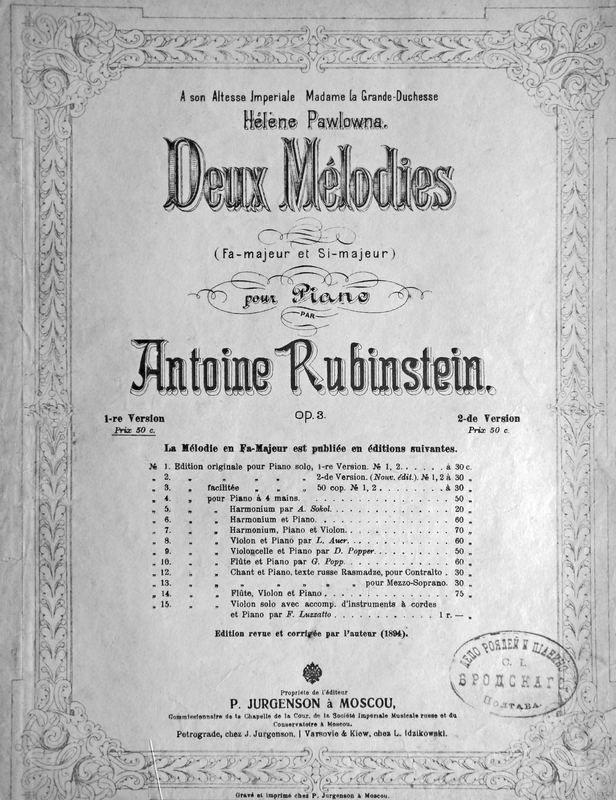 A son Altesse Imperiale Madame la Grande-Duchesse
Hélène Pawlowna.
Deux Mélodies
(Fa-majeur et Si-majeur)
pour Piano
PAR
Antoine Rubinstein.
Op. 3.
1-re Version
Prix 50 c.
2-de Version
Prix 50 c.
La Mélodie en Fa-Majeur est publiée en éditions suivantes.
№ 1. Edition originale pour Piano solo, 1-re Version. № 1, 2. . . . . . à 30 c.
„ 2. „ „ „ „ 2-de Version. (Nouv. édit.). № 1, 2 à 30 „
„ 3. „ facilitée „ „ 50 cop. № 1, 2 . . . . . . . . à 30 „
„ 4. „ pour Piano à 4 mains. . . . . . . . . . . . . . . . . 50 „
„ 5. „ „ Harmonium par A. Sokol. . . . . . . . . . . . . 20 „
„ 6. „ „ Harmonium et Piano. . . . . . . . . . . . . . . 60 „
„ 7. „ „ Harmonium, Piano et Violon. . . . . . . . . . . 70 „
„ 8. „ „ Violon et Piano par L. Auer. . . . . . . . . . . 60 „
„ 9. „ „ Violoncelle et Piano par D. Popper. . . . . . . . 50 „
„ 10. „ „ Flûte et Piano par G. Popp. . . . . . . . . . . . 60 „
„ 12. „ „ Chant et Piano, texte russe Rasmadze, pour Contralto . 30 „
„ 13. „ „ „ „ „ „ „ pour Mezzo-Soprano. 30 „
„ 14. „ „ Flûte, Violon et Piano . . . . . . . . . . . . . 75 „
„ 15. „ „ Violon solo avec accomp. d'instruments à cordes
et Piano par F. Luzzatto . . . . . . . . . . . . 1 r. — „
Edition revue et corrigée par l'auteur (1894).
ДЕПО РОЯЛЕЙ И ПІАНИНО
С. І.
БРОДСКАГО
ПОЛТАВА.
Propriété de l'éditeur
P. JURGENSON à MOSCOU,
Commissionnaire de la Chapelle de la Cour, de la Société Impériale Musicale russe et du
Conservatoire à Moscou.
Petrograde, chez J. Jurgenson. | Varsovie & Kiew, chez L. Idzikowski.
Gravé et imprimé chez P. Jurgenson à Moscou.